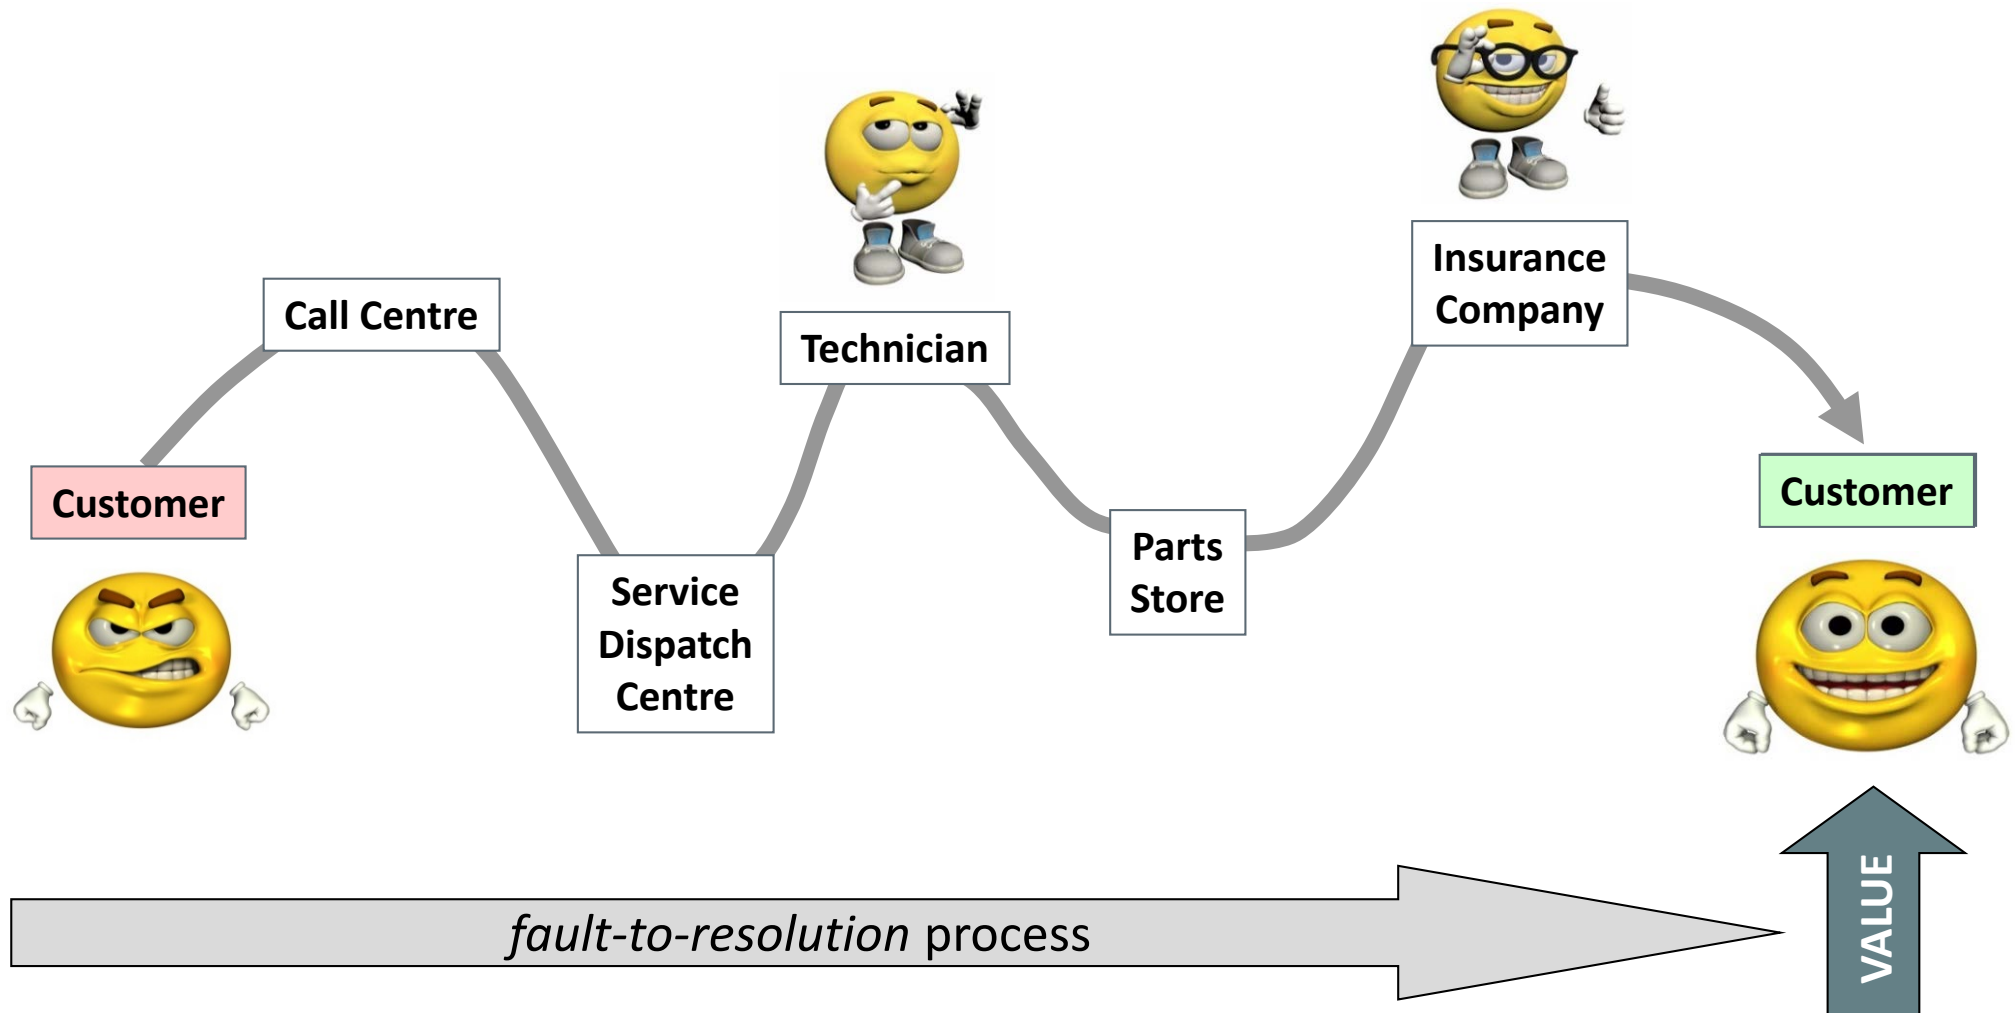 Customer
Call Centre
Service
Dispatch
Centre
Technician
Parts
Store
Insurance
Company
Customer
fault-to-resolution process
VALUE